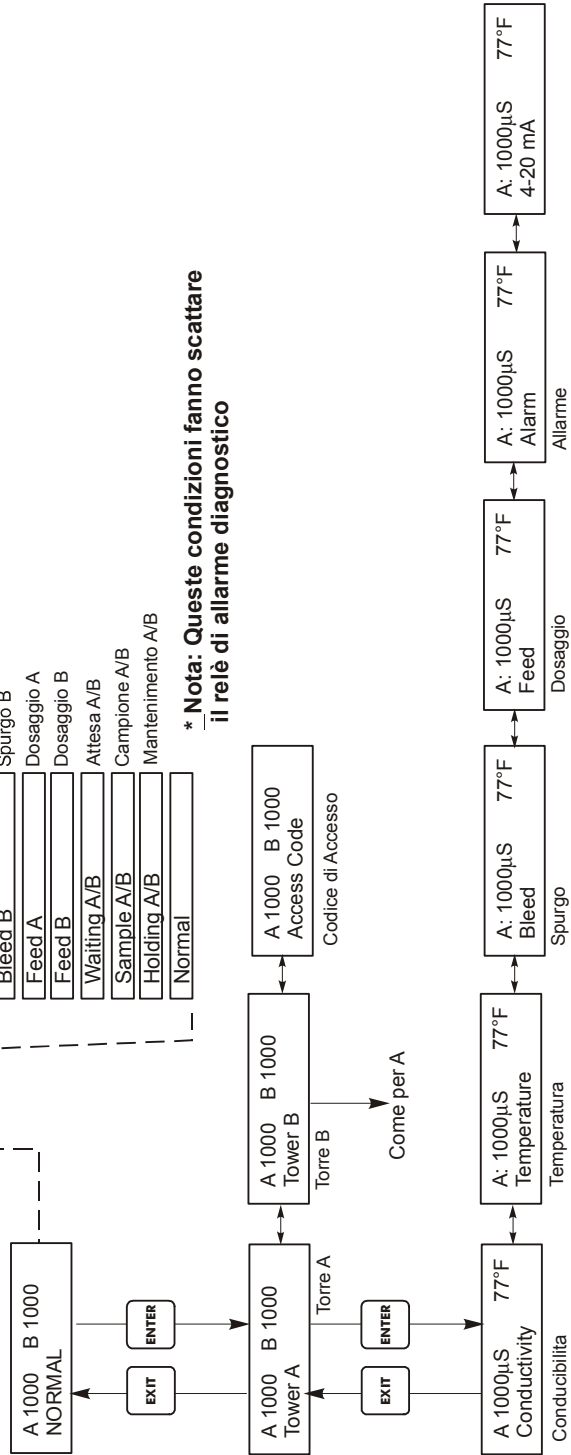 Bleed B Spurgo B
Feed A Dosaggio A
Feed B Dosaggio B
Waiting A/B Attesa A/B
Sample A/B Campione A/B
Holding A/B Mantenimento A/B
Normal
* Nota: Queste condizioni fanno scattare
il relè di allarme diagnostico
A 1000 B 1000
NORMAL
EXIT
ENTER
A 1000 B 1000
Tower A
Torre A
A 1000 B 1000
Tower B
Torre B
A 1000 B 1000
Access Code
Codice di Accesso
Come per A
EXIT
ENTER
A 1000µS 77°F
Conductivity
Conducibilita
A: 1000µS 77°F
Temperature
Temperatura
A: 1000µS 77°F
Bleed
Spurgo
A: 1000µS 77°F
Feed
Dosaggio
A: 1000µS 77°F
Alarm
Allarme
A: 1000µS 77°F
4-20 mA